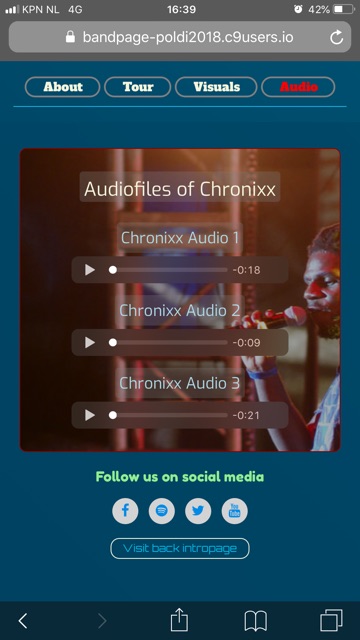 KPN NL 4G 16:39 42%
bandpage-poldi2018.c9users.io
About Tour Visuals Audio
Audiofiles of Chronixx
Chronixx Audio 1
-0:18
Chronixx Audio 2
-0:09
Chronixx Audio 3
-0:21
Follow us on social media
f You Tube
Visit back intropage